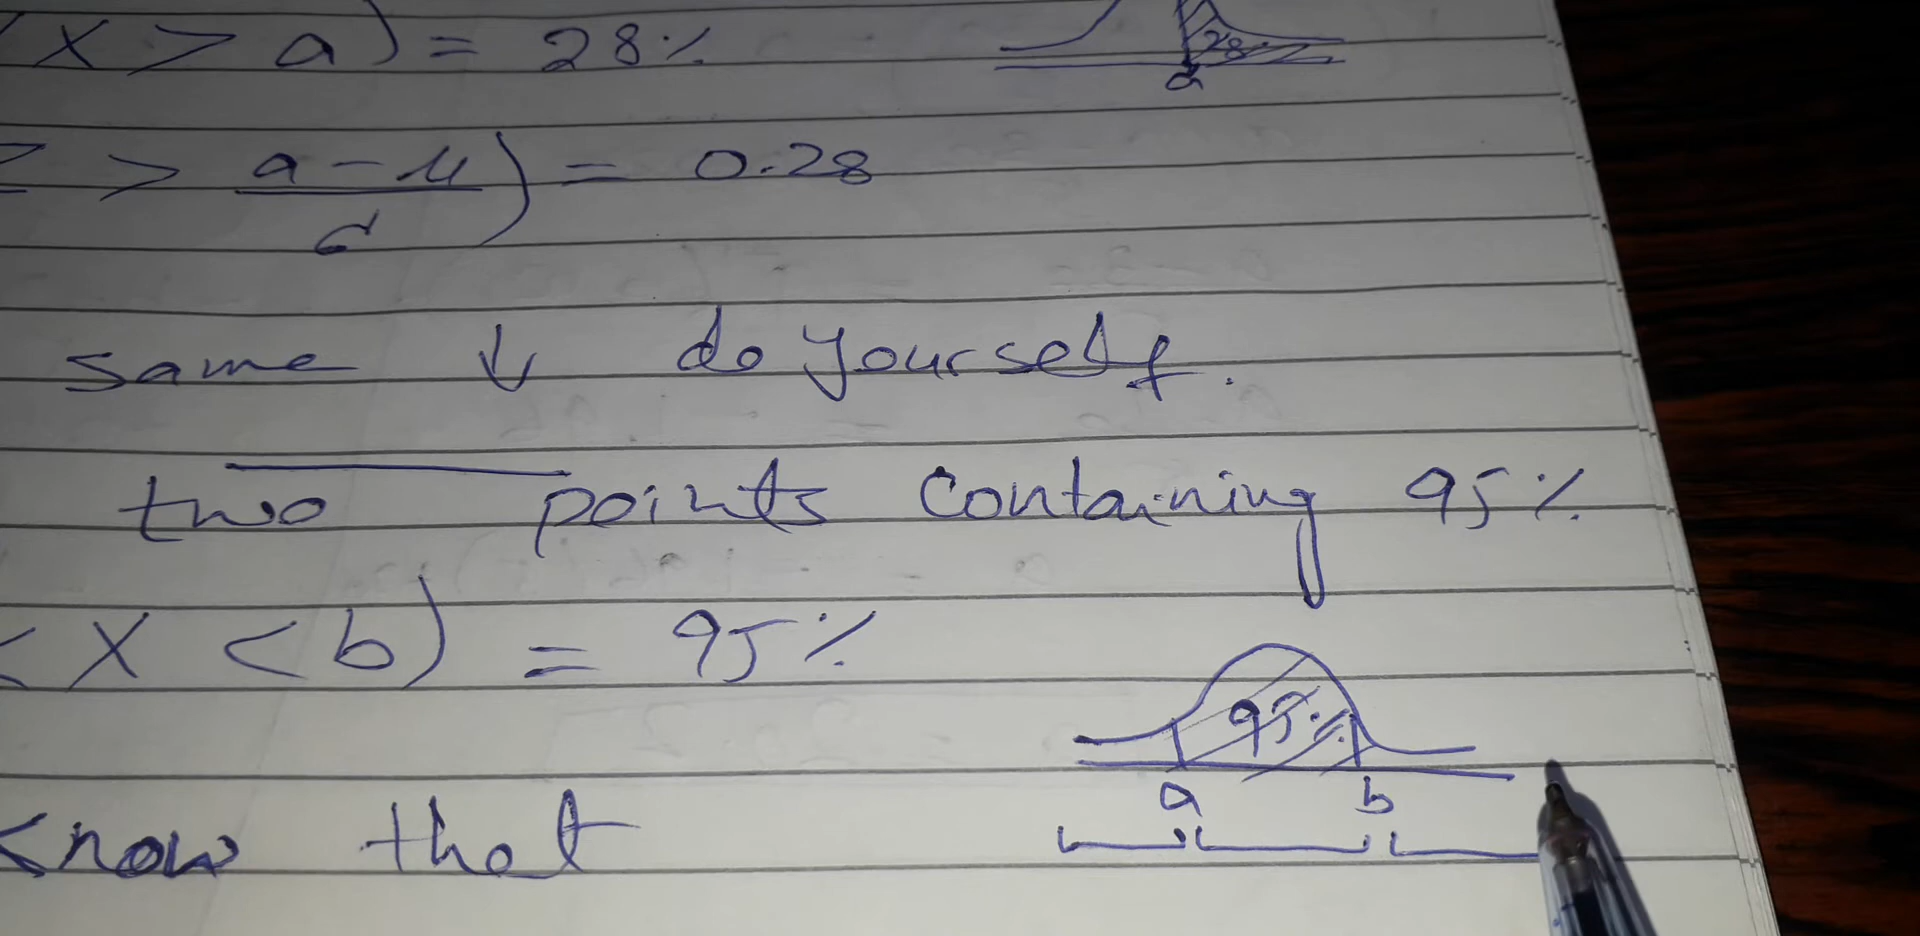 X > a) = 28%
28%
a
Z > a - μ / σ) = 0.28
same ↓ do yourself.
two points containing 95%
< X < b) = 95%
95%
a b
know that